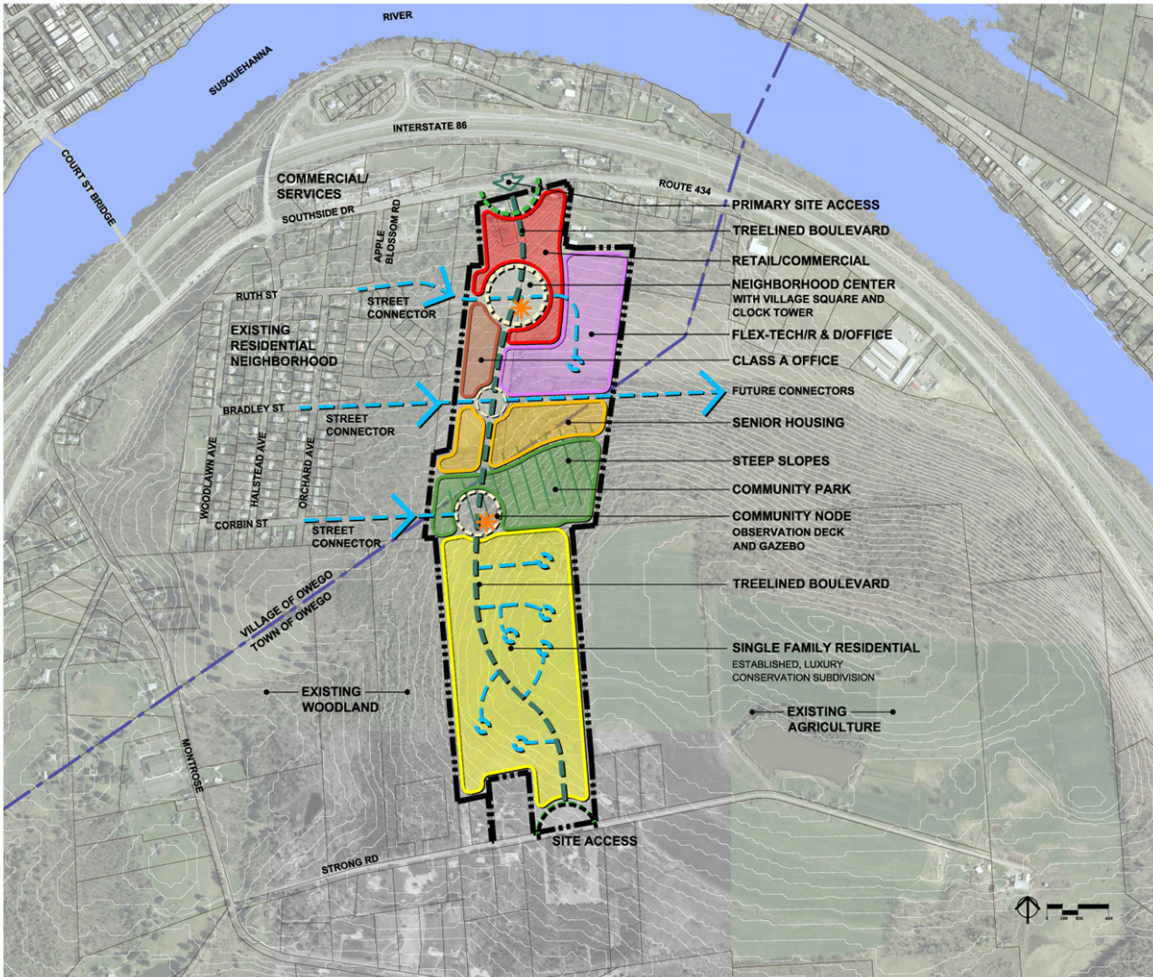 RIVER
SUSQUEHANNA
INTERSTATE 86
COURT ST BRIDGE
COMMERCIAL/
SERVICES
ROUTE 434
SOUTHSIDE DR
APPLE
BLOSSOM RD
PRIMARY SITE ACCESS
TREELINED BOULEVARD
RETAIL/COMMERCIAL
NEIGHBORHOOD CENTER
WITH VILLAGE SQUARE AND
CLOCK TOWER
RUTH ST
STREET
CONNECTOR
EXISTING
RESIDENTIAL
NEIGHBORHOOD
FLEX-TECH/R & D/OFFICE
CLASS A OFFICE
FUTURE CONNECTORS
BRADLEY ST
STREET
CONNECTOR
SENIOR HOUSING
WOODLAWN AVE
HALSTEAD AVE
ORCHARD AVE
STEEP SLOPES
COMMUNITY PARK
CORBIN ST
STREET
CONNECTOR
COMMUNITY NODE
OBSERVATION DECK
AND GAZEBO
VILLAGE OF OWEGO
TOWN OF OWEGO
TREELINED BOULEVARD
SINGLE FAMILY RESIDENTIAL
ESTABLISHED, LUXURY
CONSERVATION SUBDIVISION
EXISTING
WOODLAND
EXISTING
AGRICULTURE
MONTROSE
SITE ACCESS
STRONG RD